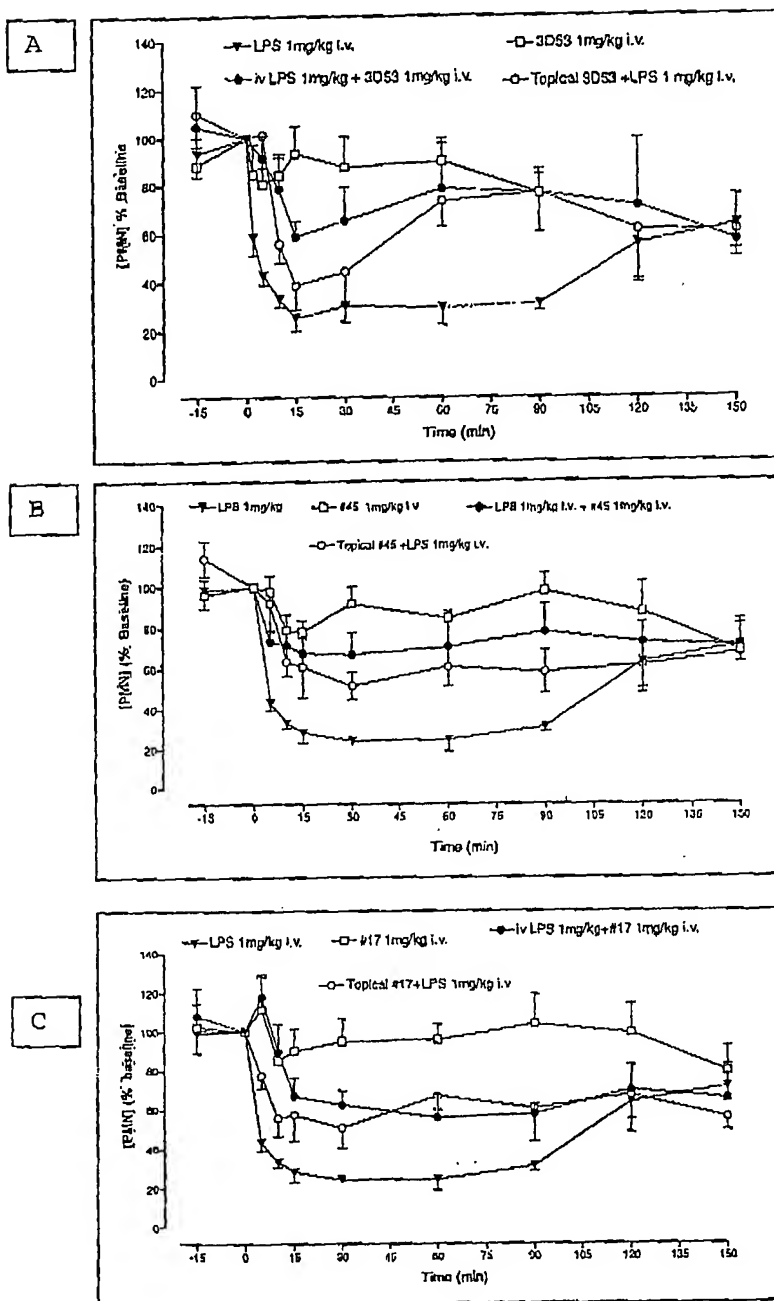 A
LPS 1mg/kg i.v. 3D53 1mg/kg i.v.
iv LPS 1mg/kg + 3D53 1mg/kg i.v. Topical 3D53 +LPS 1 mg/kg i.v.
[PMN] % Baseline
140
120
100
80
60
40
20
0
-15 0 15 30 45 60 75 90 105 120 135 150
Time (min)
B
LPS 1mg/kg #45 1mg/kg i.v LPS 1mg/kg i.v. + #45 1mg/kg i.v.
Topical #45 +LPS 1mg/kg i.v.
[PMN] (% Baseline)
140
120
100
80
60
40
20
0
-15 0 15 30 45 60 75 90 105 120 135 150
Time (min)
C
LPS 1mg/kg i.v. #17 1mg/kg i.v. iv LPS 1mg/kg+#17 1mg/kg i.v.
Topical #17+LPS 1mg/kg i.v
[PMN] (% baseline)
140
120
100
80
60
40
20
0
-15 0 15 30 45 60 75 90 105 120 135 150
Time (min)